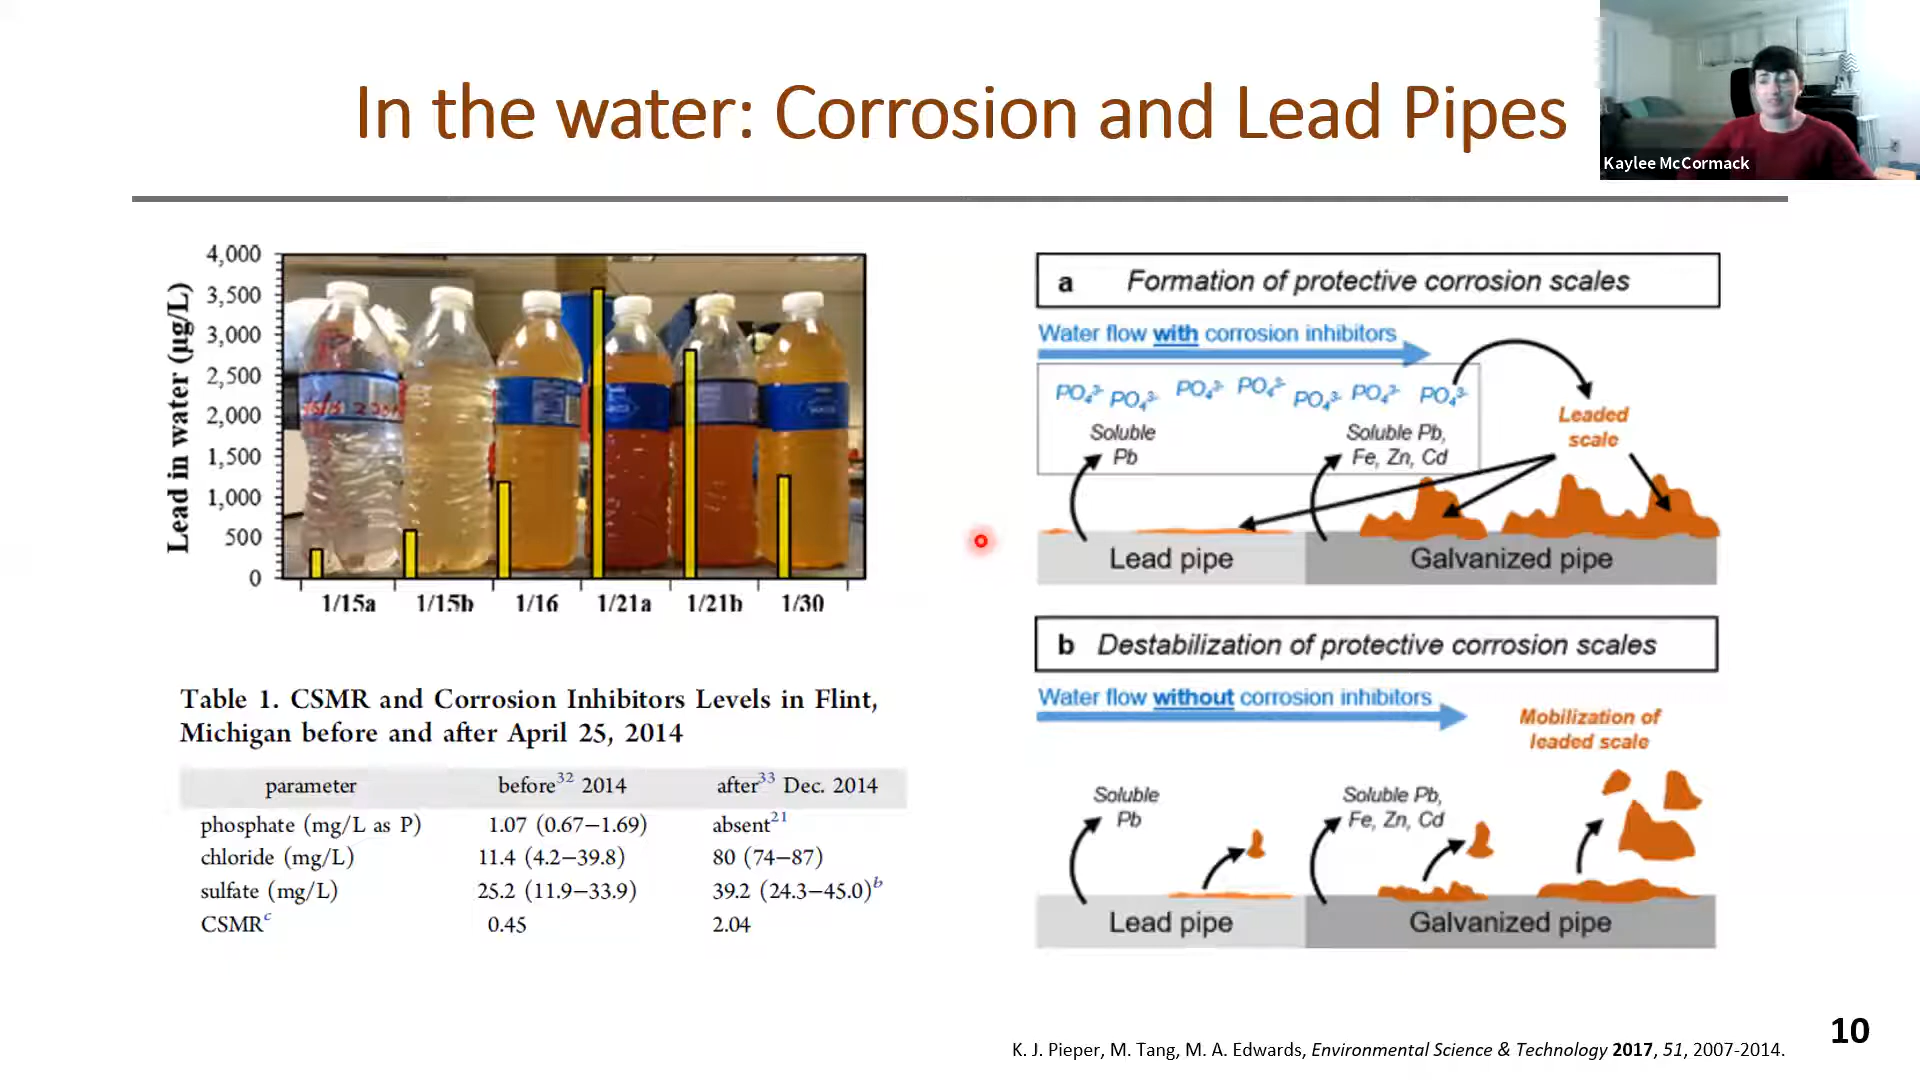 In the water: Corrosion and Lead Pipes
Kaylee McCormack
Lead in water (µg/L)
4,000
3,500
3,000
2,500
2,000
1,500
1,000
500
0
1/15a 1/15b 1/16 1/21a 1/21b 1/30
Table 1. CSMR and Corrosion Inhibitors Levels in Flint,
Michigan before and after April 25, 2014
parameter before32 2014 after33 Dec. 2014
phosphate (mg/L as P) 1.07 (0.67−1.69) absent21
chloride (mg/L) 11.4 (4.2−39.8) 80 (74−87)
sulfate (mg/L) 25.2 (11.9−33.9) 39.2 (24.3−45.0)b
CSMRc 0.45 2.04
a Formation of protective corrosion scales
Water flow with corrosion inhibitors
PO₄³⁻ PO₄³⁻ PO₄³⁻ PO₄³⁻ PO₄³⁻ PO₄³⁻ PO₄³⁻
Soluble
Pb
Soluble Pb,
Fe, Zn, Cd
Leaded
scale
Lead pipe
Galvanized pipe
b Destabilization of protective corrosion scales
Water flow without corrosion inhibitors
Mobilization of
leaded scale
Soluble
Pb
Soluble Pb,
Fe, Zn, Cd
Lead pipe
Galvanized pipe
K. J. Pieper, M. Tang, M. A. Edwards, Environmental Science & Technology 2017, 51, 2007-2014.
10